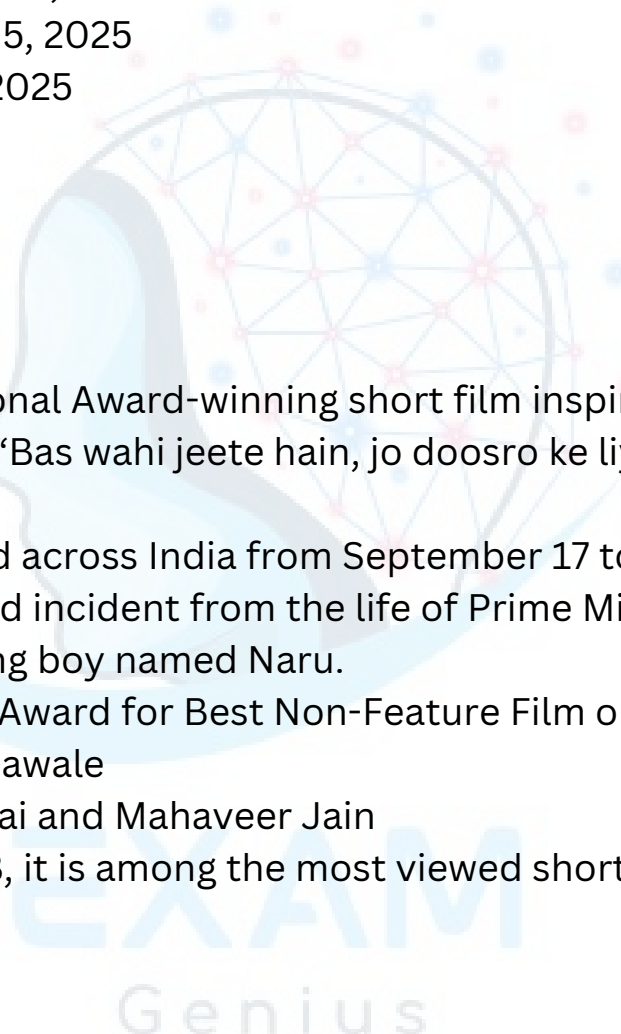 5, 2025
2025
onal Award-winning short film inspi
‘Bas wahi jeete hain, jo doosro ke li
d across India from September 17 to
d incident from the life of Prime Mi
ng boy named Naru.
Award for Best Non-Feature Film o
awale
ai and Mahaveer Jain
, it is among the most viewed short
EXAM
Genius